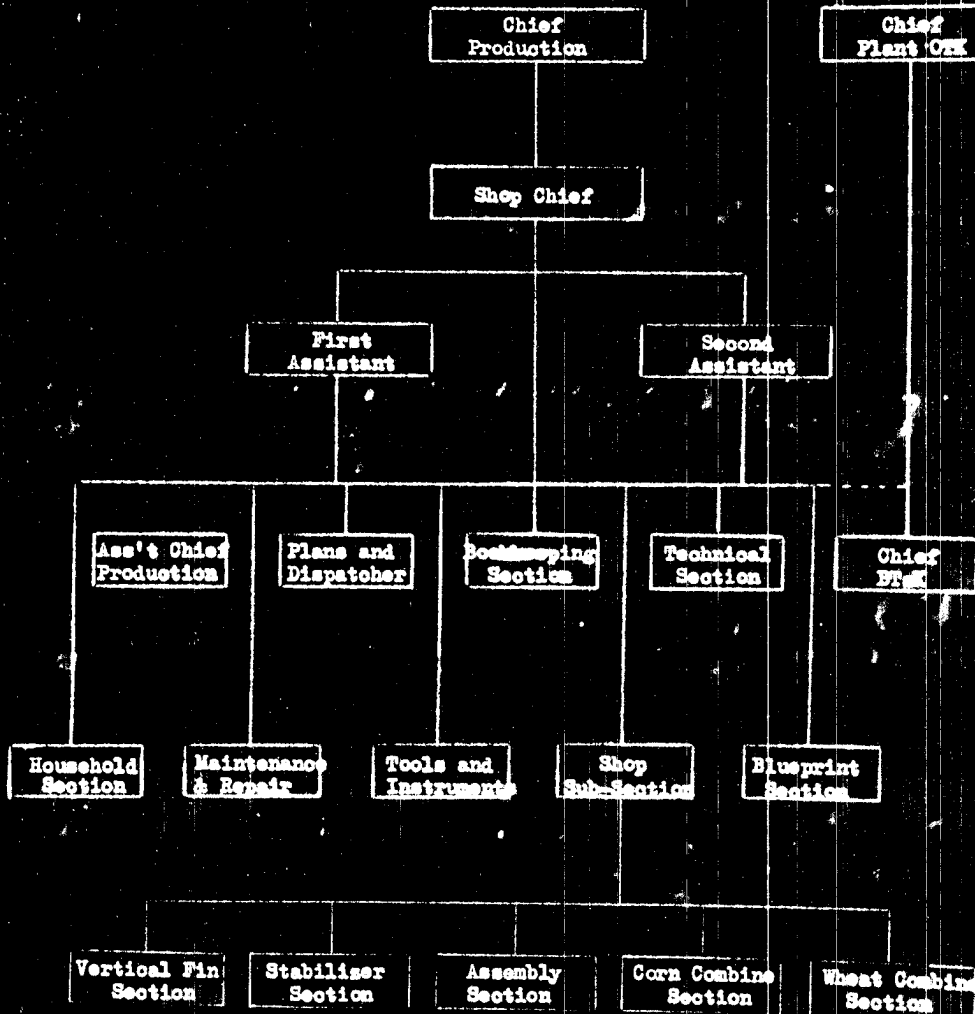 Chief
Production
Chief
Plant OTK
Shop Chief
First
Assistant
Second
Assistant
Ass't Chief
Production
Plans and
Dispatcher
Bookkeeping
Section
Technical
Section
Chief
BTsK
Household
Section
Maintenance
& Repair
Tools and
Instruments
Shop
Sub-Section
Blueprint
Section
Vertical Fin
Section
Stabilizer
Section
Assembly
Section
Corn Combine
Section
Wheat Combine
Section